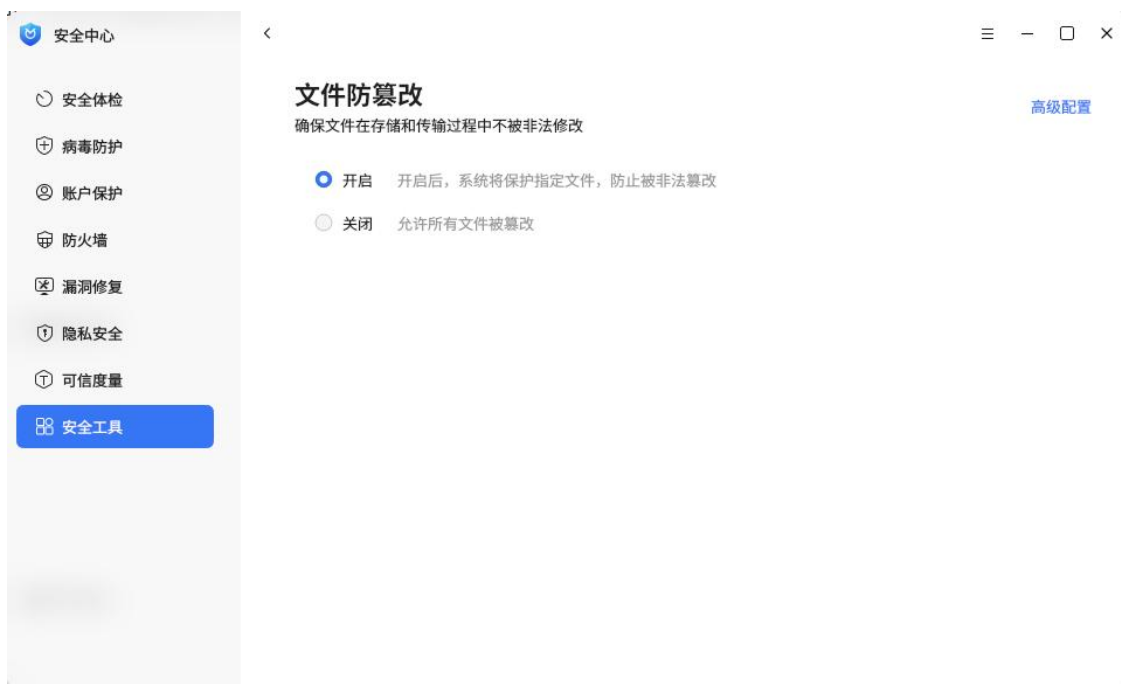 安全中心
安全体检
病毒防护
账户保护
防火墙
漏洞修复
隐私安全
可信度量
安全工具
文件防篡改
高级配置
确保文件在存储和传输过程中不被非法修改
开启 开启后，系统将保护指定文件，防止被非法篡改
关闭 允许所有文件被篡改